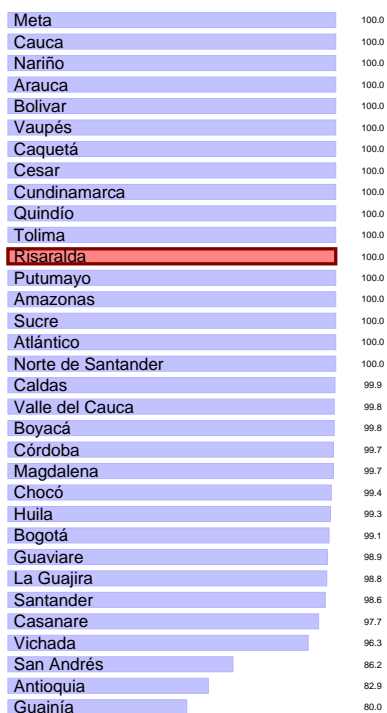 Meta 100.0
Cauca 100.0
Nariño 100.0
Arauca 100.0
Bolivar 100.0
Vaupés 100.0
Caquetá 100.0
Cesar 100.0
Cundinamarca 100.0
Quindío 100.0
Tolima 100.0
Risaralda 100.0
Putumayo 100.0
Amazonas 100.0
Sucre 100.0
Atlántico 100.0
Norte de Santander 100.0
Caldas 99.9
Valle del Cauca 99.8
Boyacá 99.8
Córdoba 99.7
Magdalena 99.7
Chocó 99.4
Huila 99.3
Bogotá 99.1
Guaviare 98.9
La Guajira 98.8
Santander 98.6
Casanare 97.7
Vichada 96.3
San Andrés 86.2
Antioquia 82.9
Guainía 80.0